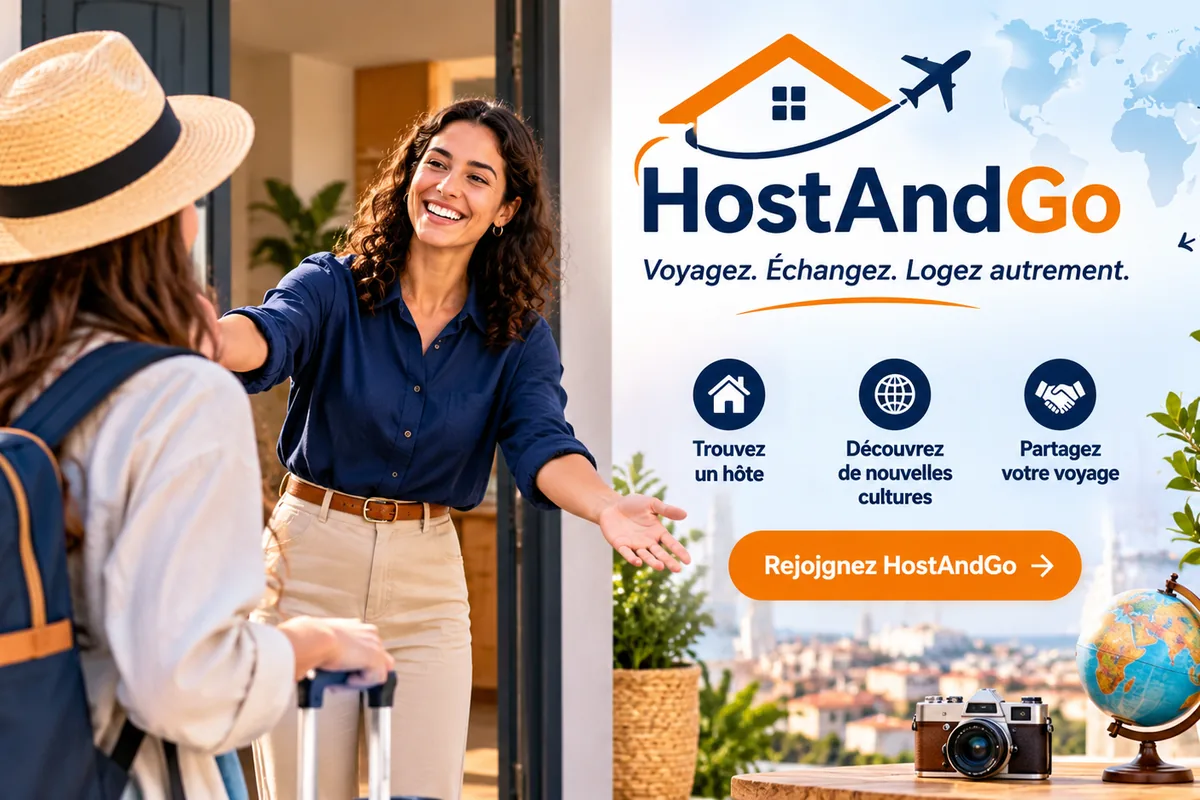 HostAndGo
Voyagez. Échangez. Logez autrement.
Trouvez
un hôte
Découvrez
de nouvelles
cultures
Partagez
votre voyage
Rejojgnez HostAndGo →